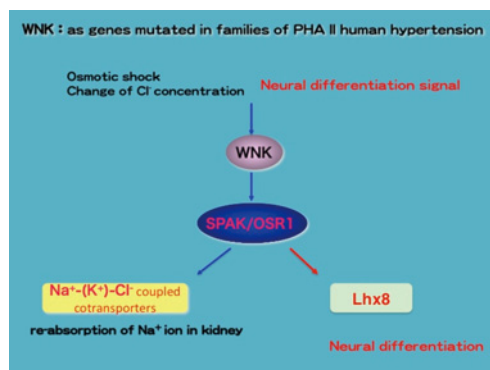 WNK : as genes mutated in families of PHA II human hypertension
Osmotic shock
Change of Cl⁻ concentration
Neural differentiation signal
WNK
SPAK/OSR1
Na⁺-(K⁺)-Cl⁻ coupled
cotransporters
Lhx8
re-absorption of Na⁺ ion in kidney
Neural differentiation